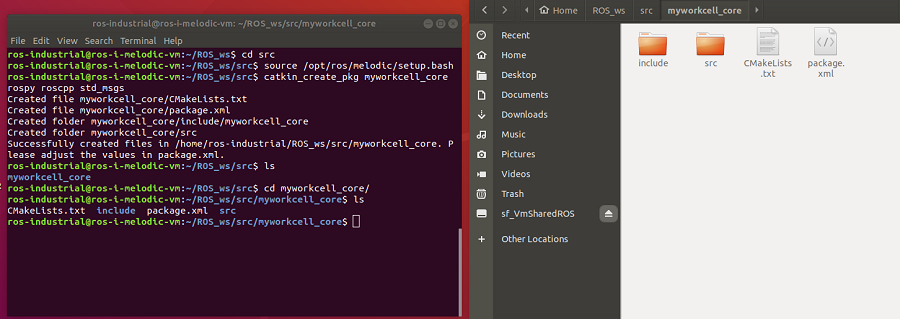 ros-industrial@ros-i-melodic-vm: ~/ROS_ws/src/myworkcell_core
File Edit View Search Terminal Help
ros-industrial@ros-i-melodic-vm:~/ROS_ws$ cd src
ros-industrial@ros-i-melodic-vm:~/ROS_ws/src$ source /opt/ros/melodic/setup.bash
ros-industrial@ros-i-melodic-vm:~/ROS_ws/src$ catkin_create_pkg myworkcell_core
rospy roscpp std_msgs
Created file myworkcell_core/CMakeLists.txt
Created file myworkcell_core/package.xml
Created folder myworkcell_core/include/myworkcell_core
Created folder myworkcell_core/src
Successfully created files in /home/ros-industrial/ROS_ws/src/myworkcell_core. P
lease adjust the values in package.xml.
ros-industrial@ros-i-melodic-vm:~/ROS_ws/src$ ls
myworkcell_core
ros-industrial@ros-i-melodic-vm:~/ROS_ws/src$ cd myworkcell_core/
ros-industrial@ros-i-melodic-vm:~/ROS_ws/src/myworkcell_core$ ls
CMakeLists.txt include package.xml src
ros-industrial@ros-i-melodic-vm:~/ROS_ws/src/myworkcell_core$
Home ROS_ws src myworkcell_core
Recent
Home
Desktop
Documents
Downloads
Music
Pictures
Videos
Trash
sf_VmSharedROS
Other Locations
include
src
CMakeLists
.txt
package.
xml